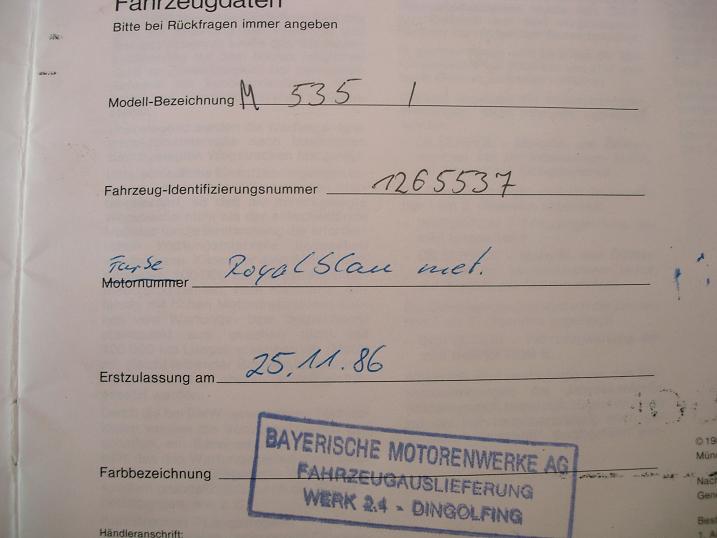 Fahrzeugdaten
Bitte bei Rückfragen immer angeben
Modell-Bezeichnung M 535 I
Fahrzeug-Identifizierungsnummer 1265537
Farbe
Motornummer Royalblau met.
Erstzulassung am 25.11.86
BAYERISCHE MOTORENWERKE AG
Farbbezeichnung FAHRZEUGAUSLIEFERUNG
WERK 2.4 - DINGOLFING
Händleranschrift: